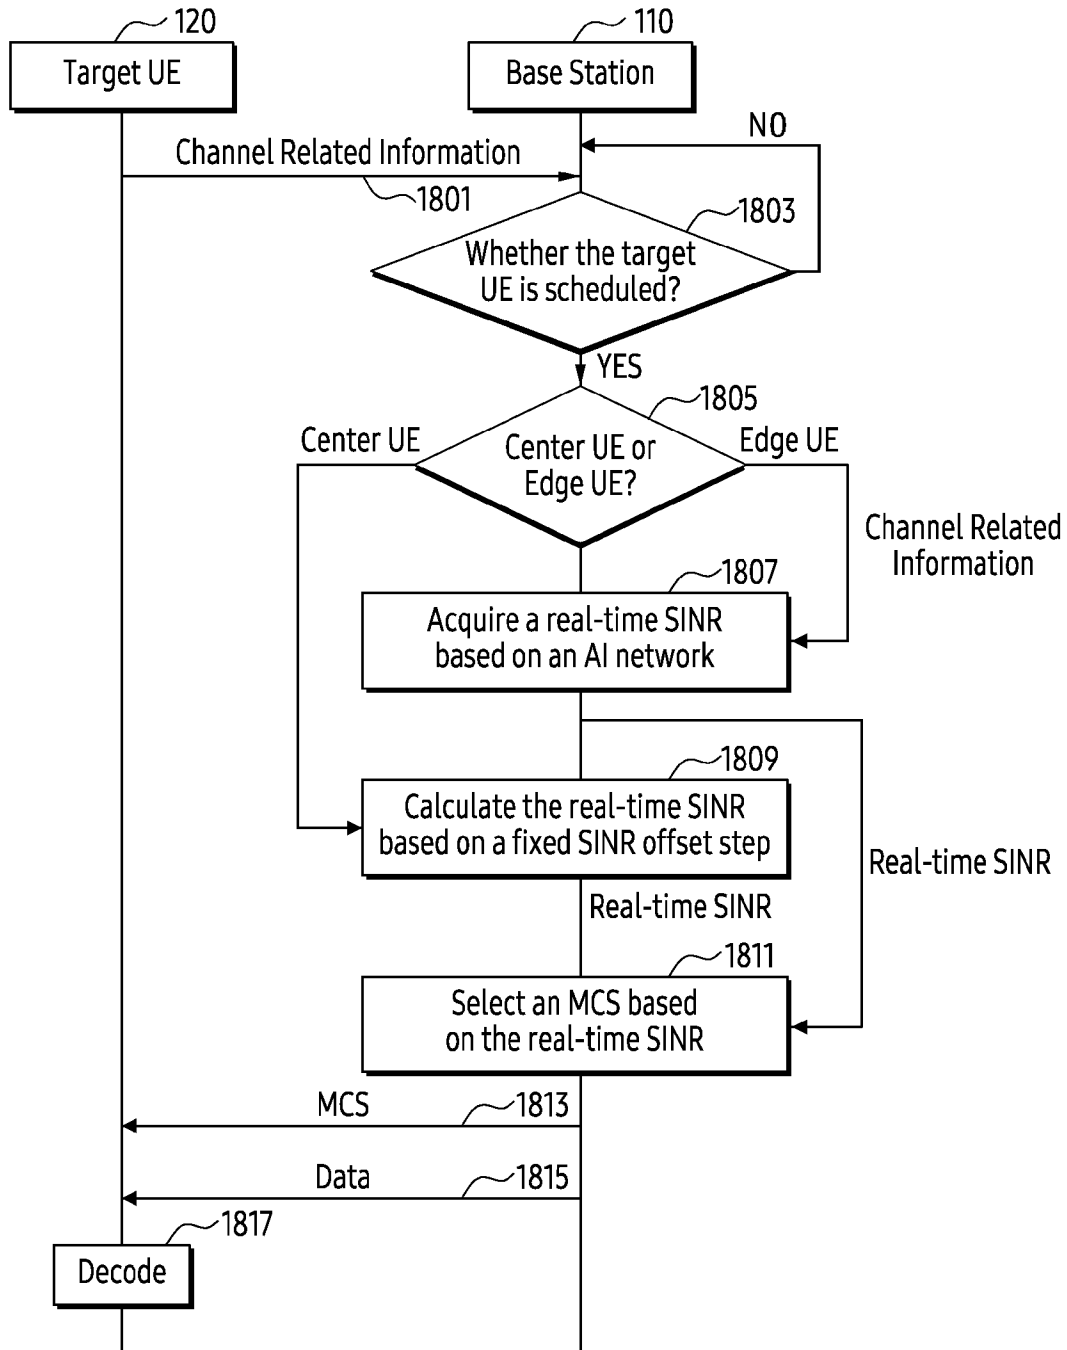 120
110
Target UE
Base Station
NO
Channel Related Information
1801
1803
Whether the target
UE is scheduled?
YES
1805
Center UE
Edge UE
Center UE or
Edge UE?
Channel Related
Information
1807
Acquire a real-time SINR
based on an AI network
1809
Calculate the real-time SINR
based on a fixed SINR offset step
Real-time SINR
Real-time SINR
1811
Select an MCS based
on the real-time SINR
MCS
1813
Data
1815
1817
Decode